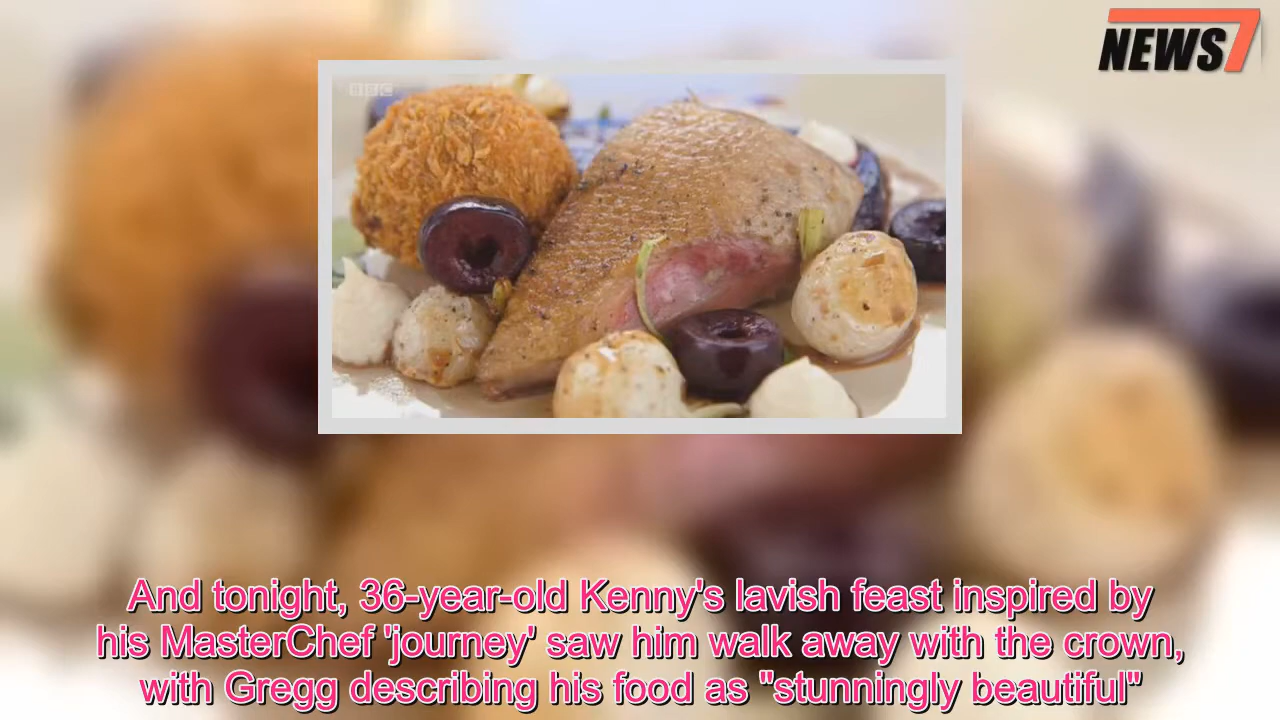 NEWS7
BBC
And tonight, 36-year-old Kenny's lavish feast inspired by
his MasterChef 'journey' saw him walk away with the crown,
with Gregg describing his food as "stunningly beautiful"